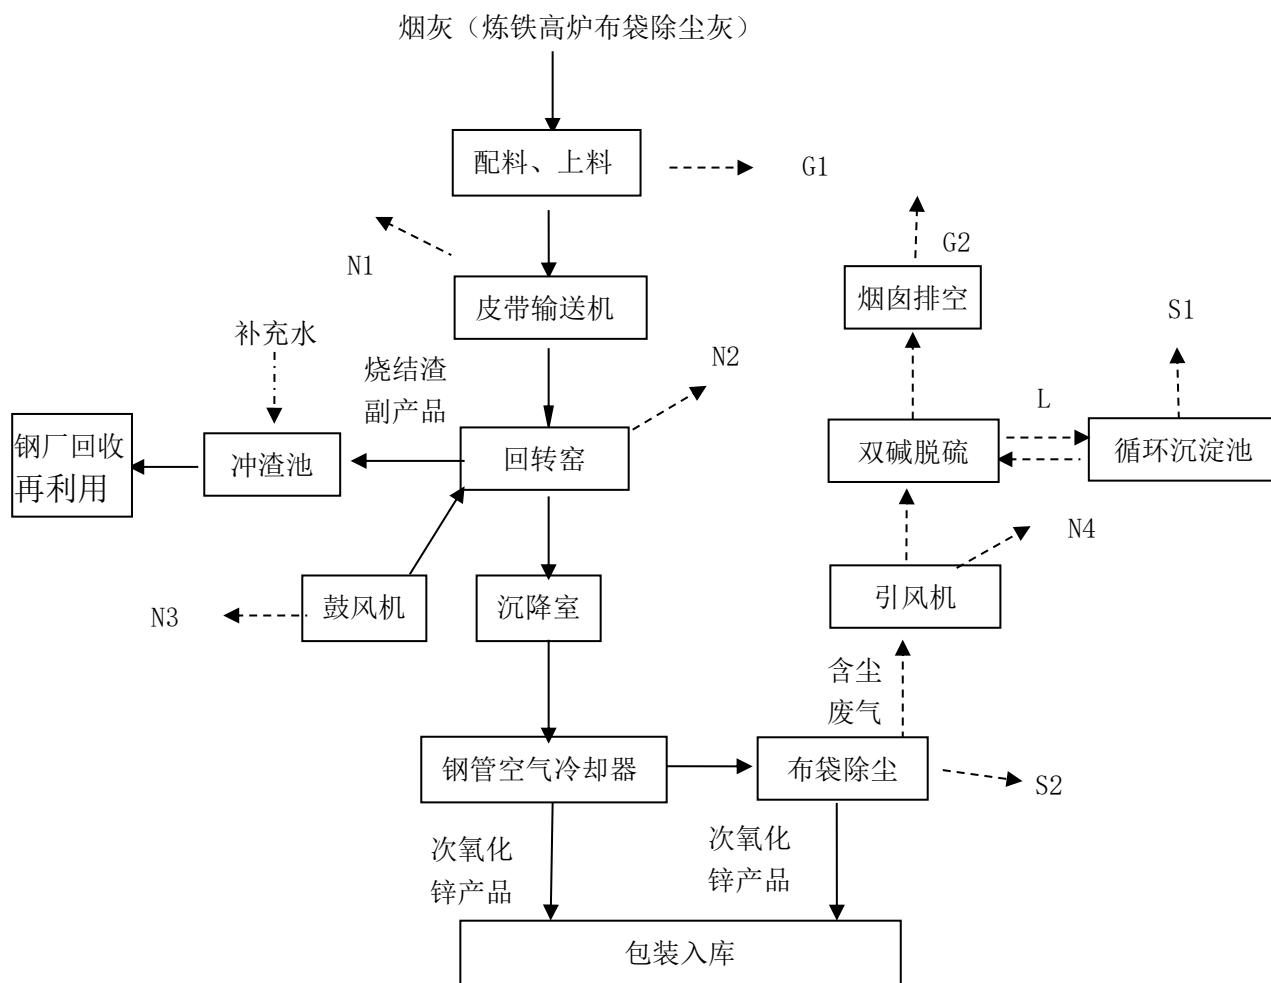 烟灰（炼铁高炉布袋除尘灰）
配料、上料
G1
N1
G2
皮带输送机
烟囱排空
S1
补充水
烧结渣
副产品
N2
L
钢厂回收
再利用
冲渣池
回转窑
双碱脱硫
循环沉淀池
N4
N3
鼓风机
沉降室
引风机
含尘
废气
钢管空气冷却器
布袋除尘
S2
次氧化
锌产品
次氧化
锌产品
包装入库